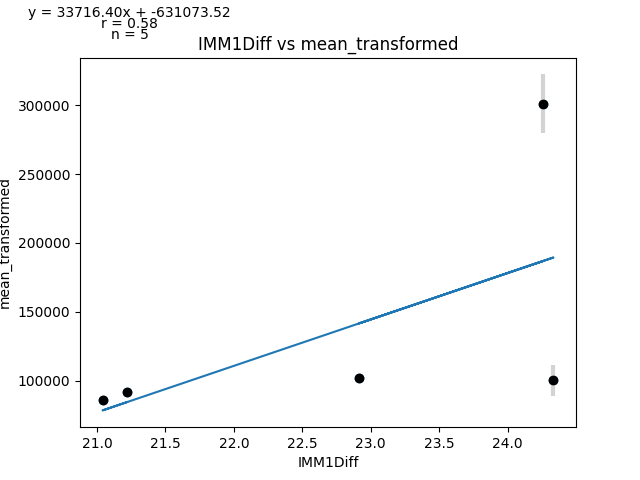 y = 33716.40x + -631073.52
r = 0.58
n = 5
IMM1Diff vs mean_transformed
300000
250000
200000
150000
100000
mean_transformed
21.0 21.5 22.0 22.5 23.0 23.5 24.0
IMM1Diff